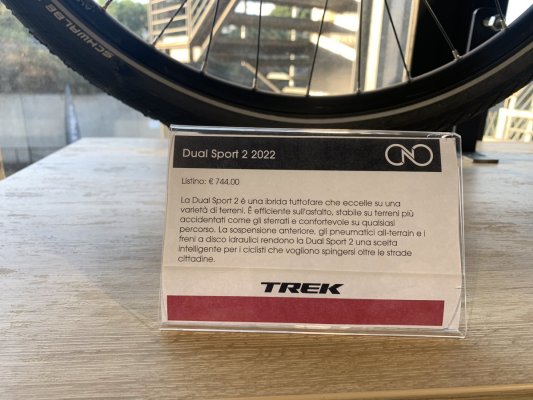 SCHWALBE
Dual Sport 2 2022
Listino: € 744.00
La Dual Sport 2 è una ibrida tuttofare che eccelle su una
varietà di terreni. È efficiente sull'asfalto, stabile su terreni più
accidentati come gli sterrati e confortevole su qualsiasi
percorso. La sospensione anteriore, gli pneumatici all-terrain e i
freni a disco idraulici rendono la Dual Sport 2 una scelta
intelligente per i ciclisti che vogliono spingersi oltre le strade
cittadine.
TREK